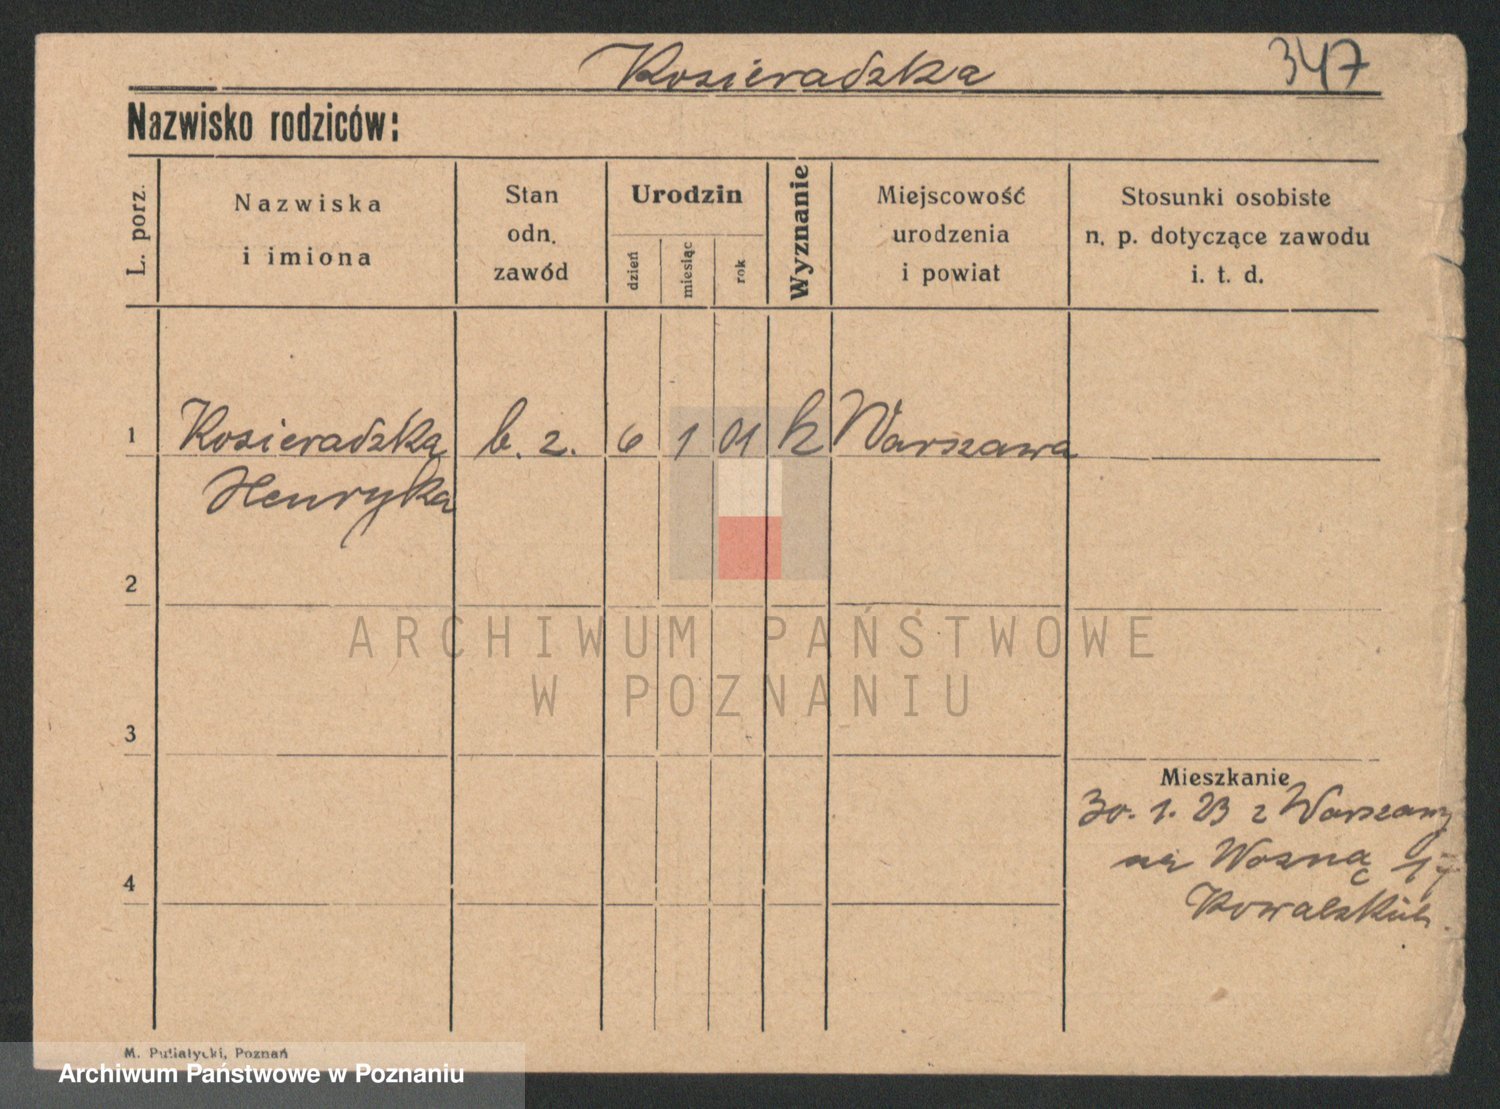 Kosieradzka 347
Nazwisko rodziców:
L. porz.
Nazwiska
i imiona
Stan
odn.
zawód
Urodzin
dzień
miesiąc
rok
Wyznanie
Miejscowość
urodzenia
i powiat
Stosunki osobiste
n. p. dotyczące zawodu
i. t. d.
1 Kosieradzka b. z. 6 1 01 k Warszawa
Henryka
2
ARCHIWUM PAŃSTWOWE
W POZNANIU
3
Mieszkanie
30. 1. 23 z Warszawy
na Wozną 17
4
M. Putiatycki, Poznań
Archiwum Państwowe w Poznaniu